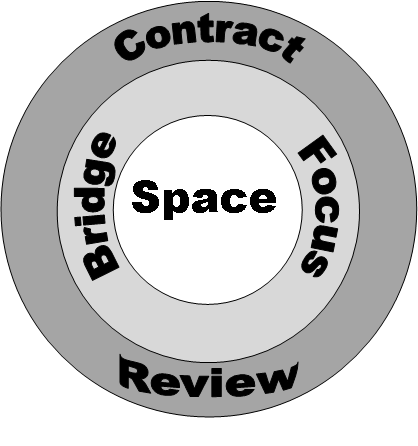 Contract
Bridge
Space
Focus
Review